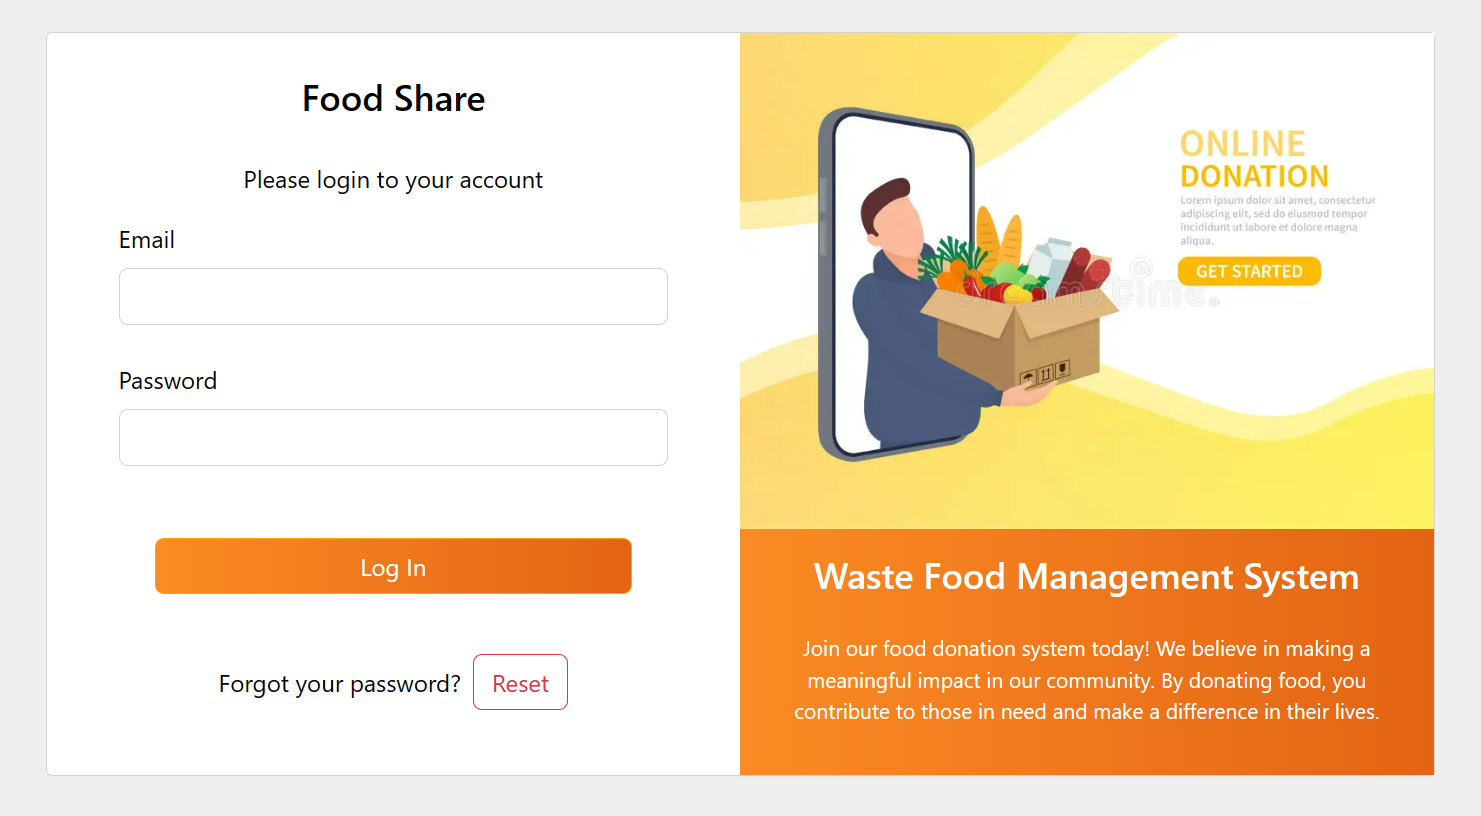 Food Share
Please login to your account
Email
Password
Log In
Forgot your password? Reset
ONLINE
DONATION
Lorem ipsum dolor sit amet, consectetur
adipiscing elit, sed do eiusmod tempor
incididunt ut labore et dolore magna
aliqua.
GET STARTED
Waste Food Management System
Join our food donation system today! We believe in making a
meaningful impact in our community. By donating food, you
contribute to those in need and make a difference in their lives.